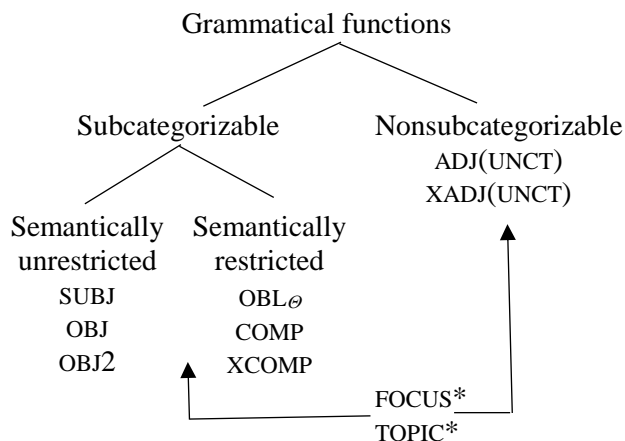 Grammatical functions
Subcategorizable
Nonsubcategorizable
ADJ(UNCT)
XADJ(UNCT)
Semantically
unrestricted
SUBJ
OBJ
OBJ2
Semantically
restricted
OBLΘ
COMP
XCOMP
FOCUS*
TOPIC*